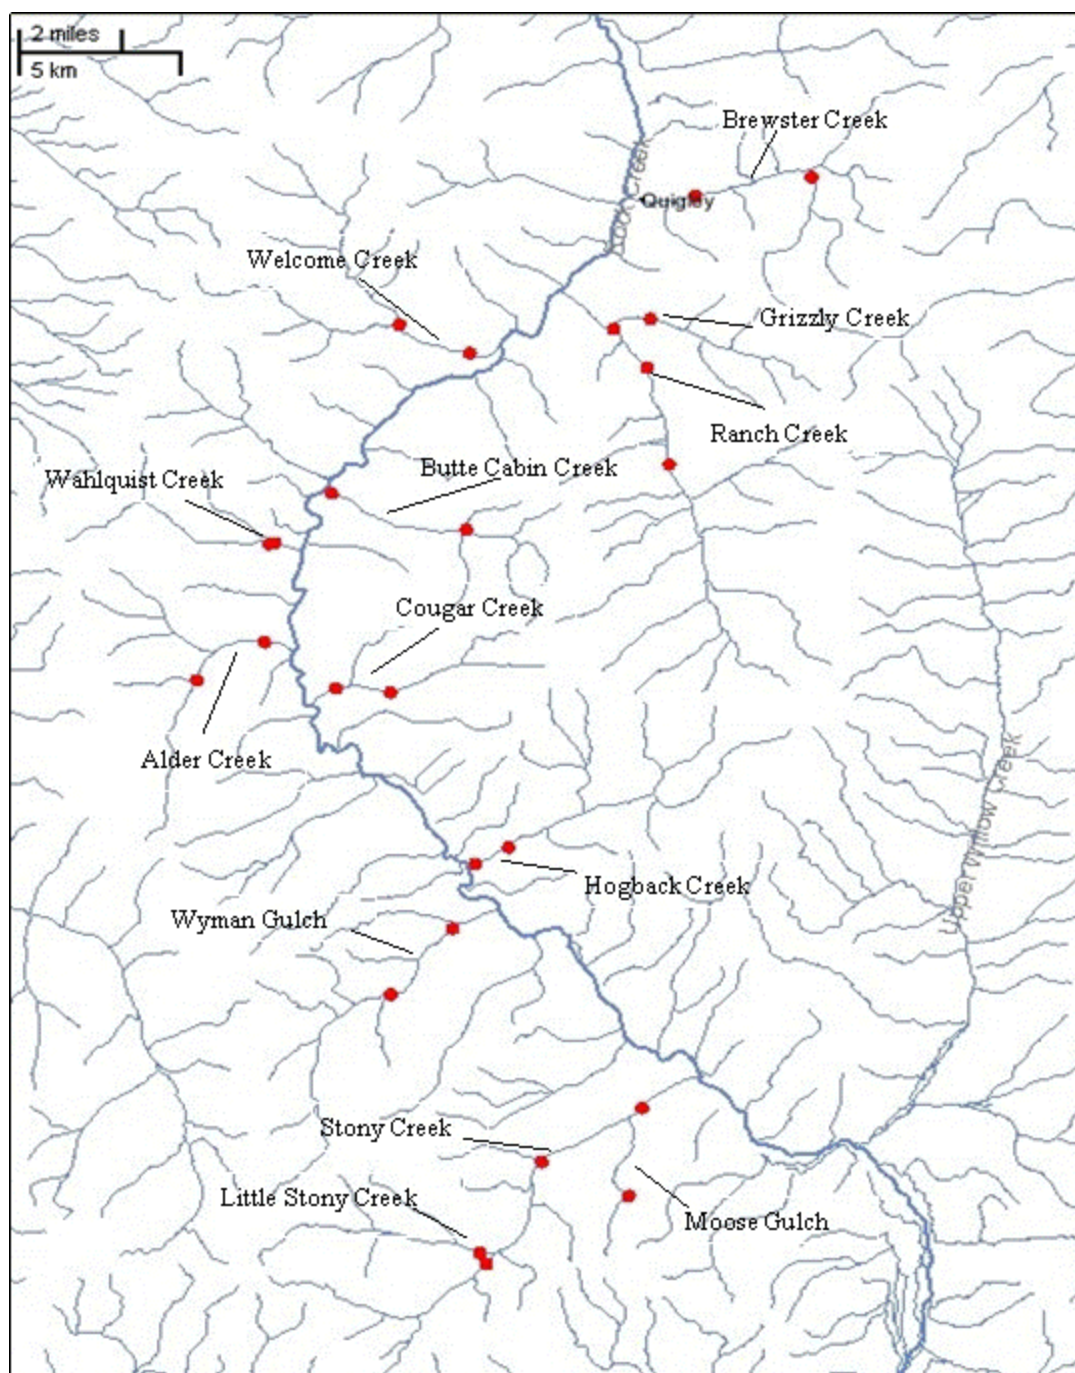 2 miles
5 km
Brewster Creek
Rock Creek
Quigley
Welcome Creek
Grizzly Creek
Ranch Creek
Butte Cabin Creek
Wahlquist Creek
Cougar Creek
Alder Creek
Upper Willow Creek
Hogback Creek
Wyman Gulch
Stony Creek
Little Stony Creek
Moose Gulch